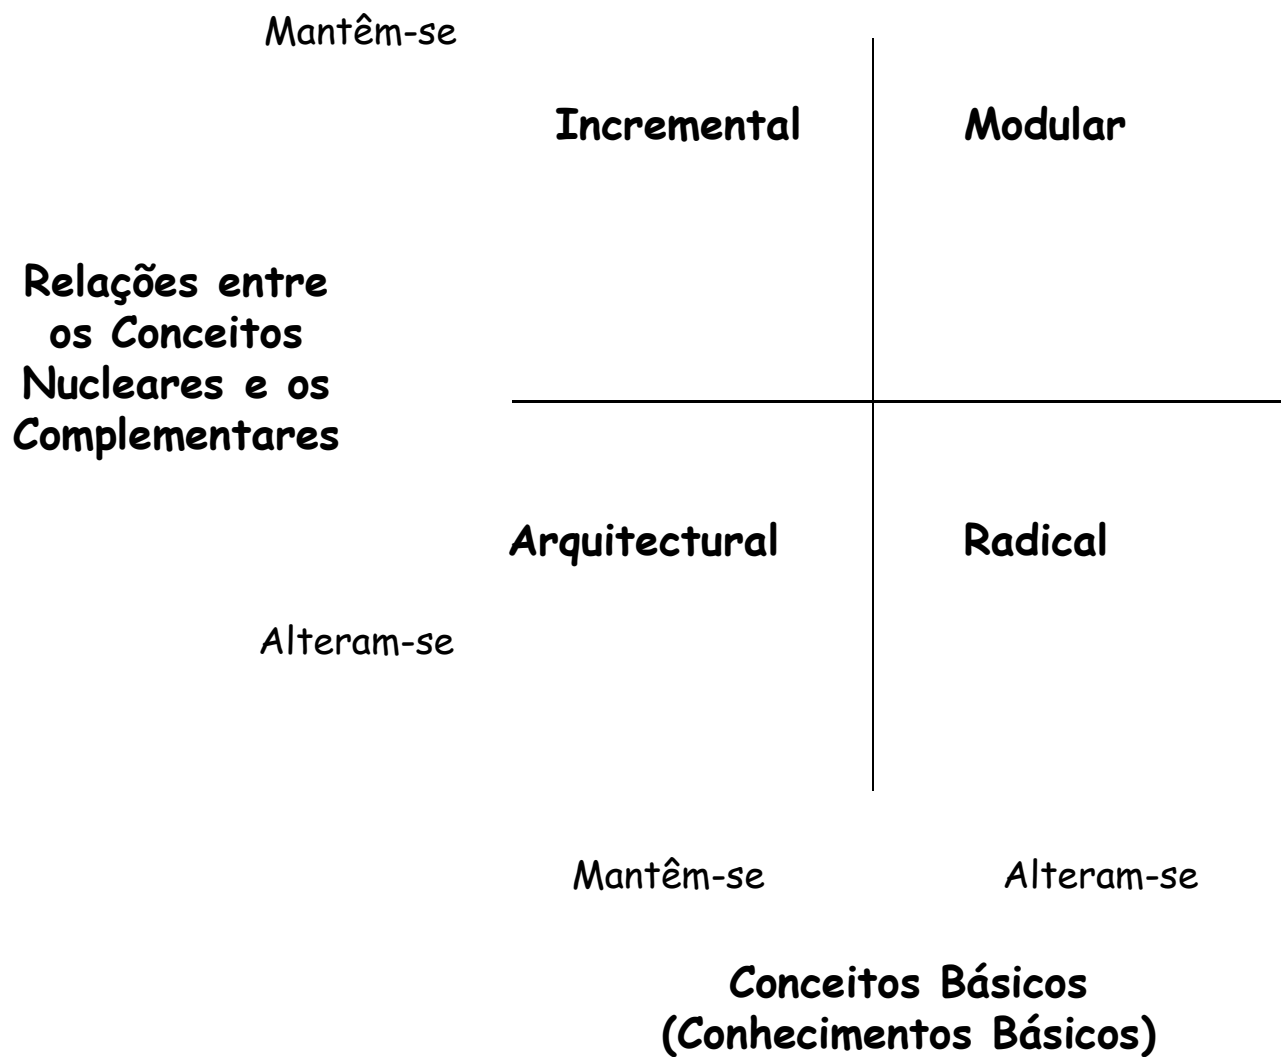 Mantêm-se
Incremental
Modular
Relações entre
os Conceitos
Nucleares e os
Complementares
Arquitectural
Radical
Alteram-se
Mantêm-se
Alteram-se
Conceitos Básicos
(Conhecimentos Básicos)